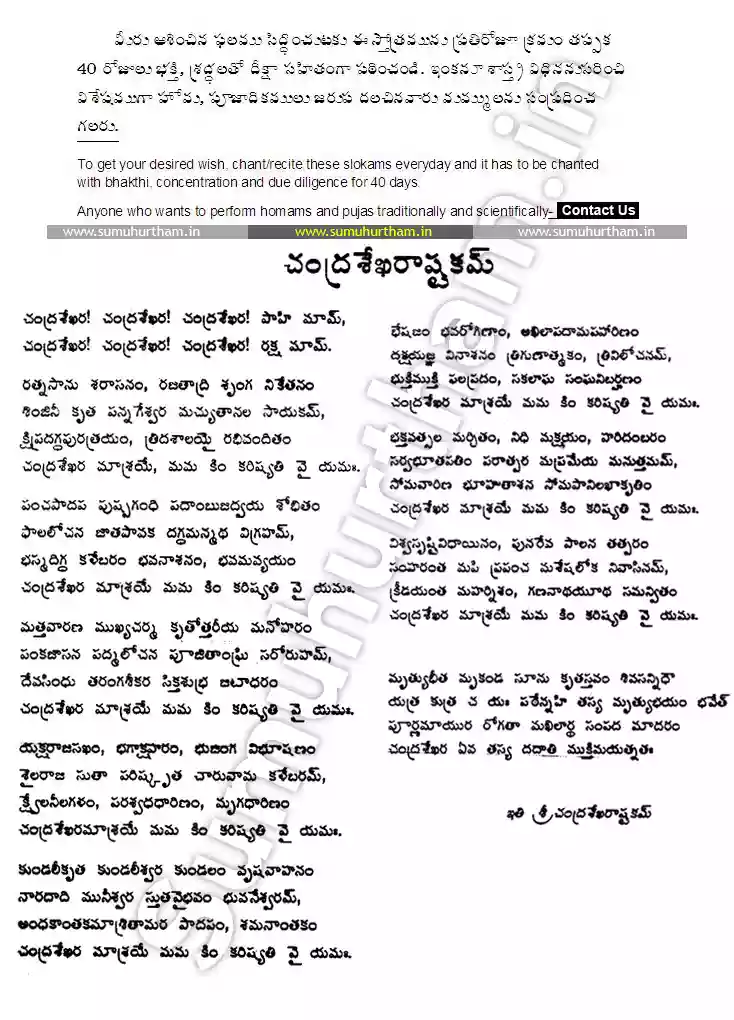 మీరు ఆశించిన ఫలము సిద్ధించుటకు ఈ స్తోత్రమును ప్రతిరోజూ క్రమం తప్పక
40 రోజులు భక్తి, శ్రద్ధలతో దీక్షా సహితంగా పఠించండి. ఇంకనూ శాస్త్ర విధిననుసరించి
విశేషముగా హోమ, పూజాదికములు జరుప దలచినవారు మమ్ములను సంప్రదించ
గలరు.
To get your desired wish, chant/recite these slokams everyday and it has to be chanted
with bhakthi, concentration and due diligence for 40 days.
Anyone who wants to perform homams and pujas traditionally and scientifically- Contact Us
www.sumuhurtham.in www.sumuhurtham.in www.sumuhurtham.in
చంద్రశేఖరాష్టకమ్
చంద్రశేఖర! చంద్రశేఖర! చంద్రశేఖర! పాహి మామ్,
చంద్రశేఖర! చంద్రశేఖర! చంద్రశేఖర! రక్ష మామ్.
రత్నసాను శరాసనం, రజతాద్రి శృంగ నికేతనం
శింజినీ కృత పన్నగేశ్వర మచ్యుతానల సాయకమ్,
క్షిప్రదగ్ధపురత్రయం, త్రిదశాలయై రభివందితం
చంద్రశేఖర మాశ్రయే, మమ కిం కరిష్యతి వై యమః.
పంచపాదప పుష్పగంధి పదాంబుజద్వయ శోభితం
ఫాలలోచన జాతపావక దగ్ధమన్మథ విగ్రహమ్,
భస్మదిగ్ధ కళేబరం భవనాశనం, భవమవ్యయం
చంద్రశేఖర మాశ్రయే మమ కిం కరిష్యతి వై యమః.
మత్తవారణ ముఖ్యచర్మ కృతోత్తరీయ మనోహరం
పంకజాసన పద్మలోచన పూజితాంఘ్రి సరోరుహమ్,
దేవసింధు తరంగశీకర సిక్తశుభ్ర జటాధరం
చంద్రశేఖర మాశ్రయే మమ కిం కరిష్యతి వై యమః.
యక్షరాజసఖం, భగాక్షహరం, భుజంగ విభూషణం
శైలరాజ సుతా పరిష్కృత చారువామ కళేబరమ్,
క్ష్వేలనీలగళం, పరశ్వధధారిణం, మృగధారిణం
చంద్రశేఖరమాశ్రయే మమ కిం కరిష్యతి వై యమః.
కుండలీకృత కుండలీశ్వర కుండలం వృషవాహనం
నారదాది మునీశ్వర స్తుతవైభవం భువనేశ్వరమ్,
అంధకాంతకమాశ్రితామర పాదపం, శమనాంతకం
చంద్రశేఖర మాశ్రయే మమ కిం కరిష్యతి వై యమః.
భేషజం భవరోగిణాం, అఖిలాపదామపహారిణం
దక్షయజ్ఞ వినాశనం త్రిగుణాత్మకం, త్రివిలోచనమ్,
భుక్తిముక్తి ఫలప్రదం, సకలాఘ సంఘనిబర్హణం
చంద్రశేఖర మాశ్రయే మమ కిం కరిష్యతి వై యమః.
భక్తవత్సల మర్చితం, నిధి మక్షయం, హరిదంబరం
సర్వభూతపతిం పరాత్పర మప్రమేయ మనుత్తమమ్,
సోమవారిణ భూహుతాశన సోమపానిలఖాకృతిం
చంద్రశేఖర మాశ్రయే మమ కిం కరిష్యతి వై యమః.
విశ్వసృష్టివిధాయినం, పునరేవ పాలన తత్పరం
సంహరంత మపి ప్రపంచ మశేషలోక నివాసినమ్,
క్రీడయంత మహర్నిశం, గణనాథయూథ సమన్వితం
చంద్రశేఖర మాశ్రయే మమ కిం కరిష్యతి వై యమః.
మృత్యుభీత మృకండ సూను కృతస్తవం శివసన్నిధౌ
యత్ర కుత్ర చ యః పఠేన్నహి తస్య మృత్యుభయం భవేత్
పూర్ణమాయుర రోగతా మఖిలార్థ సంపద మాదరం
చంద్రశేఖర ఏవ తస్య దదాతి ముక్తిమయత్నతః
ఇతి శ్రీ చంద్రశేఖరాష్టకమ్
Sumuhurtham.in